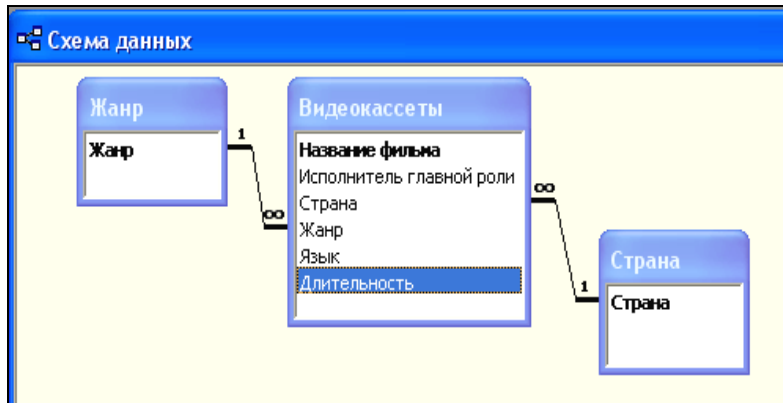 Схема данных
Жанр
Жанр
1
∞
Видеокассеты
Название фильма
Исполнитель главной роли
Страна
Жанр
Язык
Длительность
∞
1
Страна
Страна